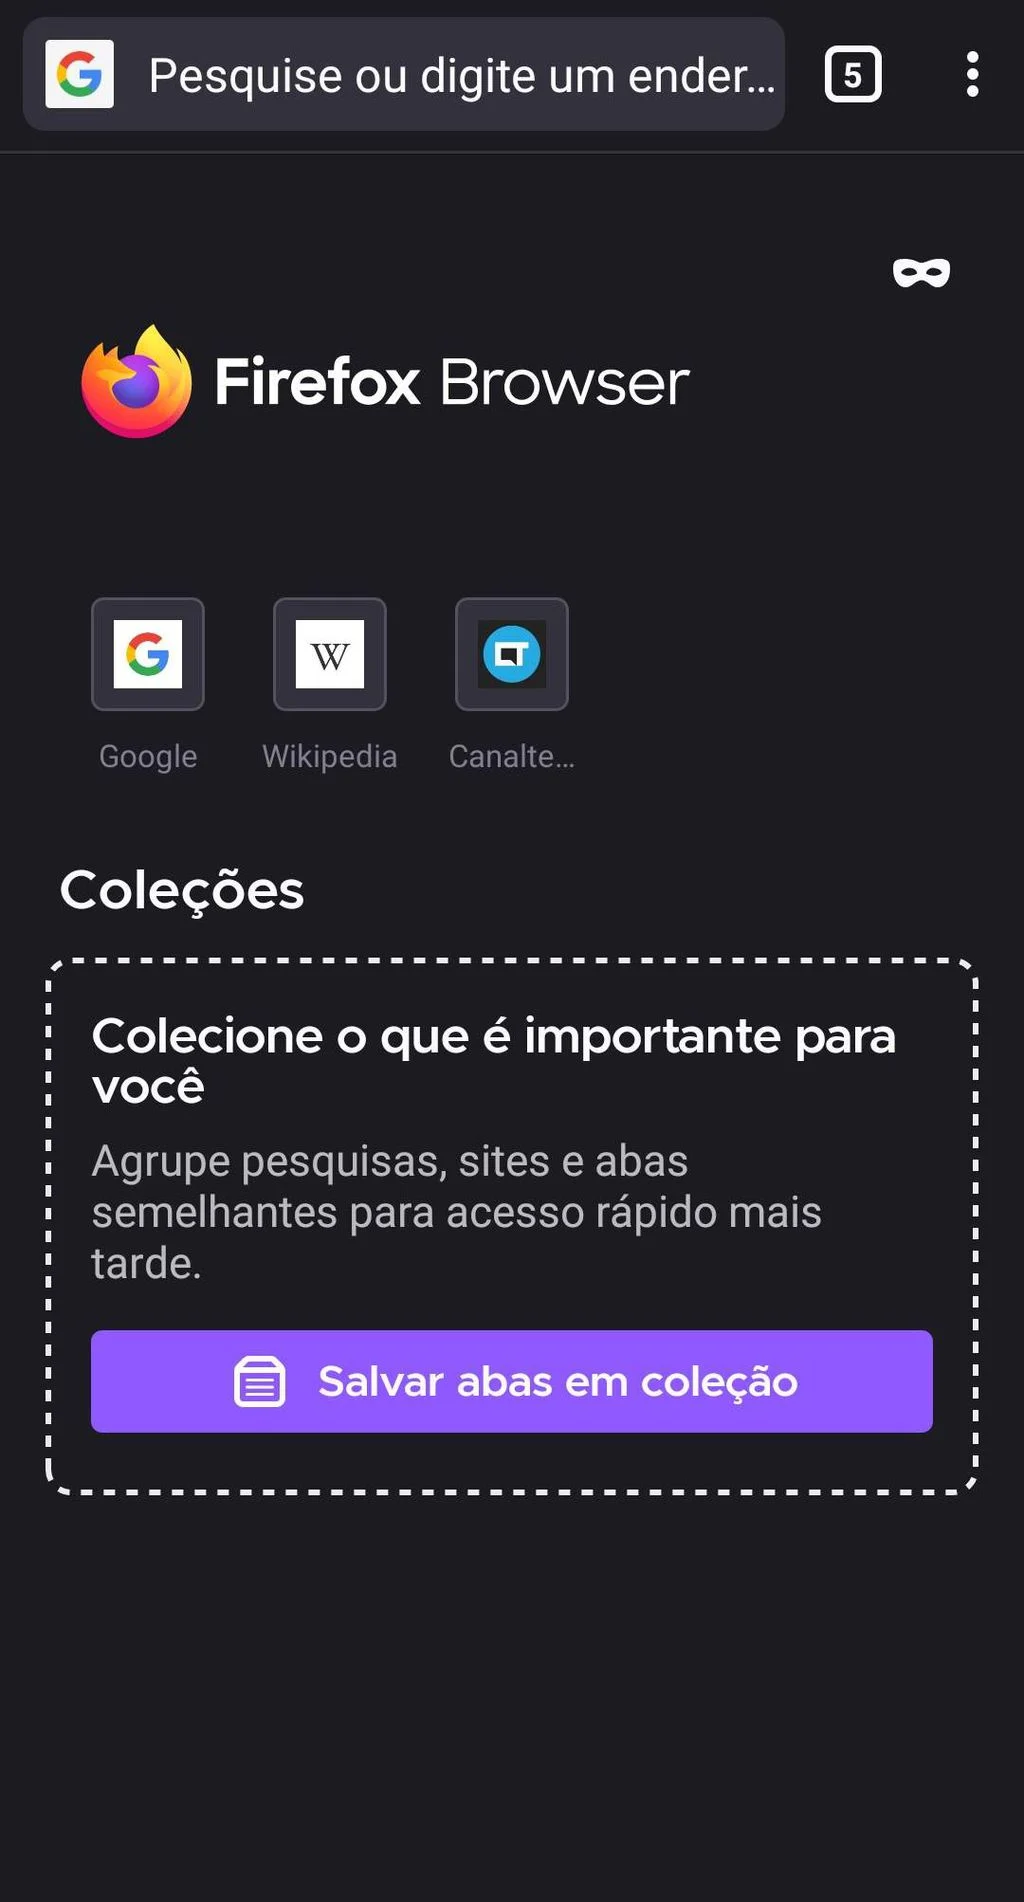 Pesquise ou digite um ender...
5
Firefox Browser
Google
Wikipedia
Canalte...
Coleções
Colecione o que é importante para
você
Agrupe pesquisas, sites e abas
semelhantes para acesso rápido mais
tarde.
Salvar abas em coleção